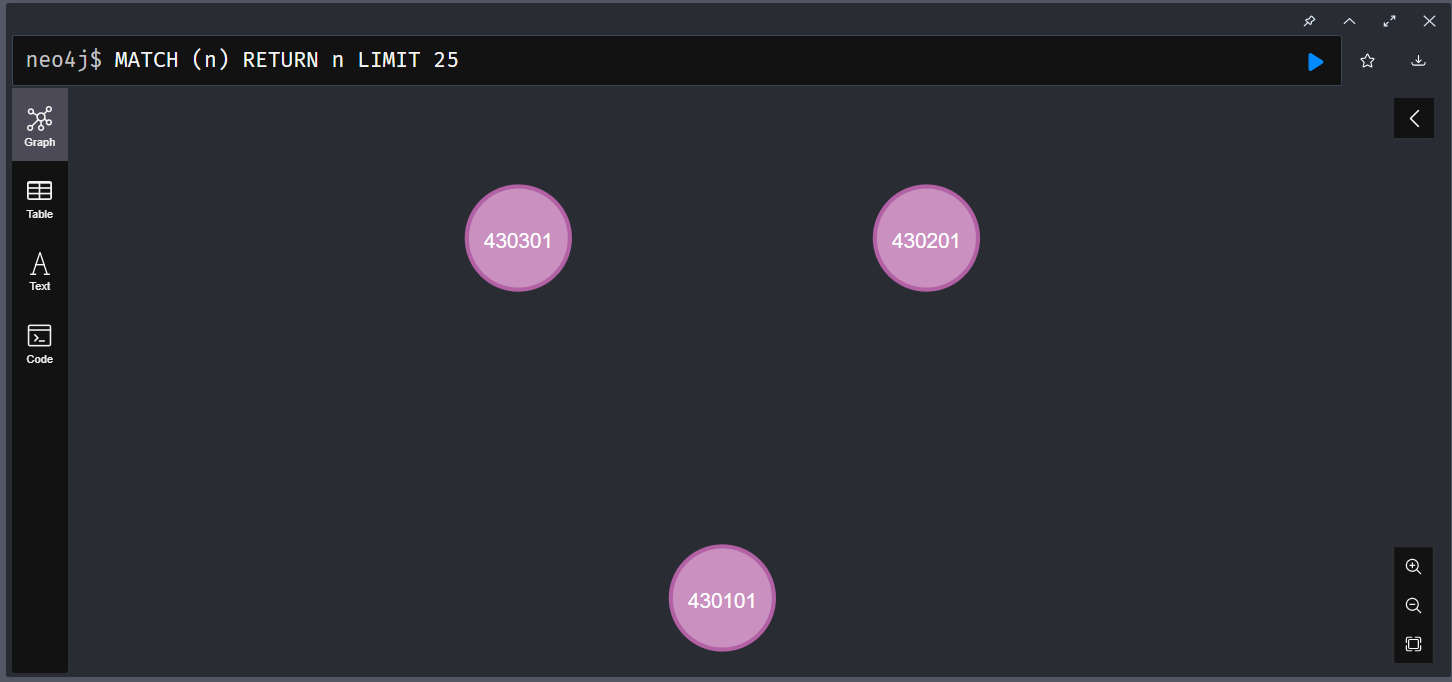 neo4j$ MATCH (n) RETURN n LIMIT 25
Graph
Table
Text
Code
430301
430201
430101